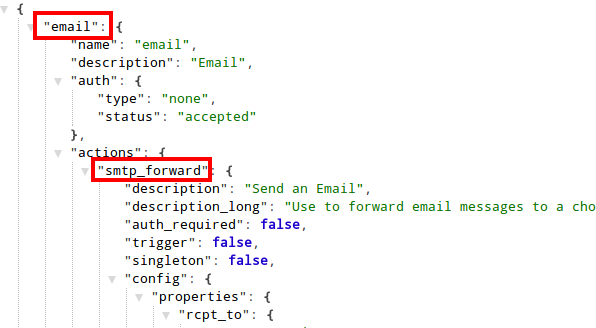 {
"email": {
"name": "email",
"description": "Email",
"auth": {
"type": "none",
"status": "accepted"
},
"actions": {
"smtp_forward": {
"description": "Send an Email",
"description_long": "Use to forward email messages to a cho
"auth_required": false,
"trigger": false,
"singleton": false,
"config": {
"properties": {
"rcpt_to": {